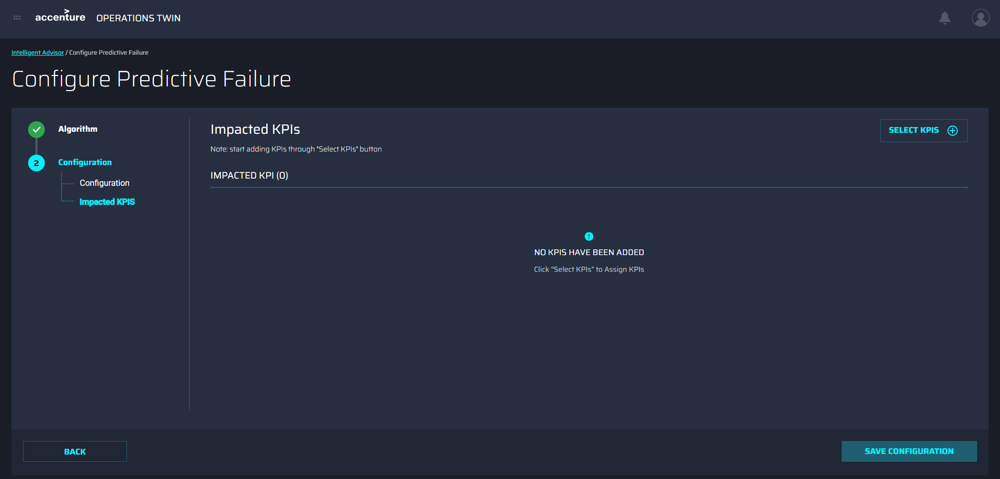 accenture OPERATIONS TWIN
Intelligent Advisor / Configure Predictive Failure
Configure Predictive Failure
Algorithm
2 Configuration
Configuration
Impacted KPIS
Impacted KPIs
SELECT KPIS
Note: start adding KPIs through "Select KPIs" button
IMPACTED KPI (0)
NO KPIS HAVE BEEN ADDED
Click “Select KPIs” to Assign KPIs
BACK
SAVE CONFIGURATION